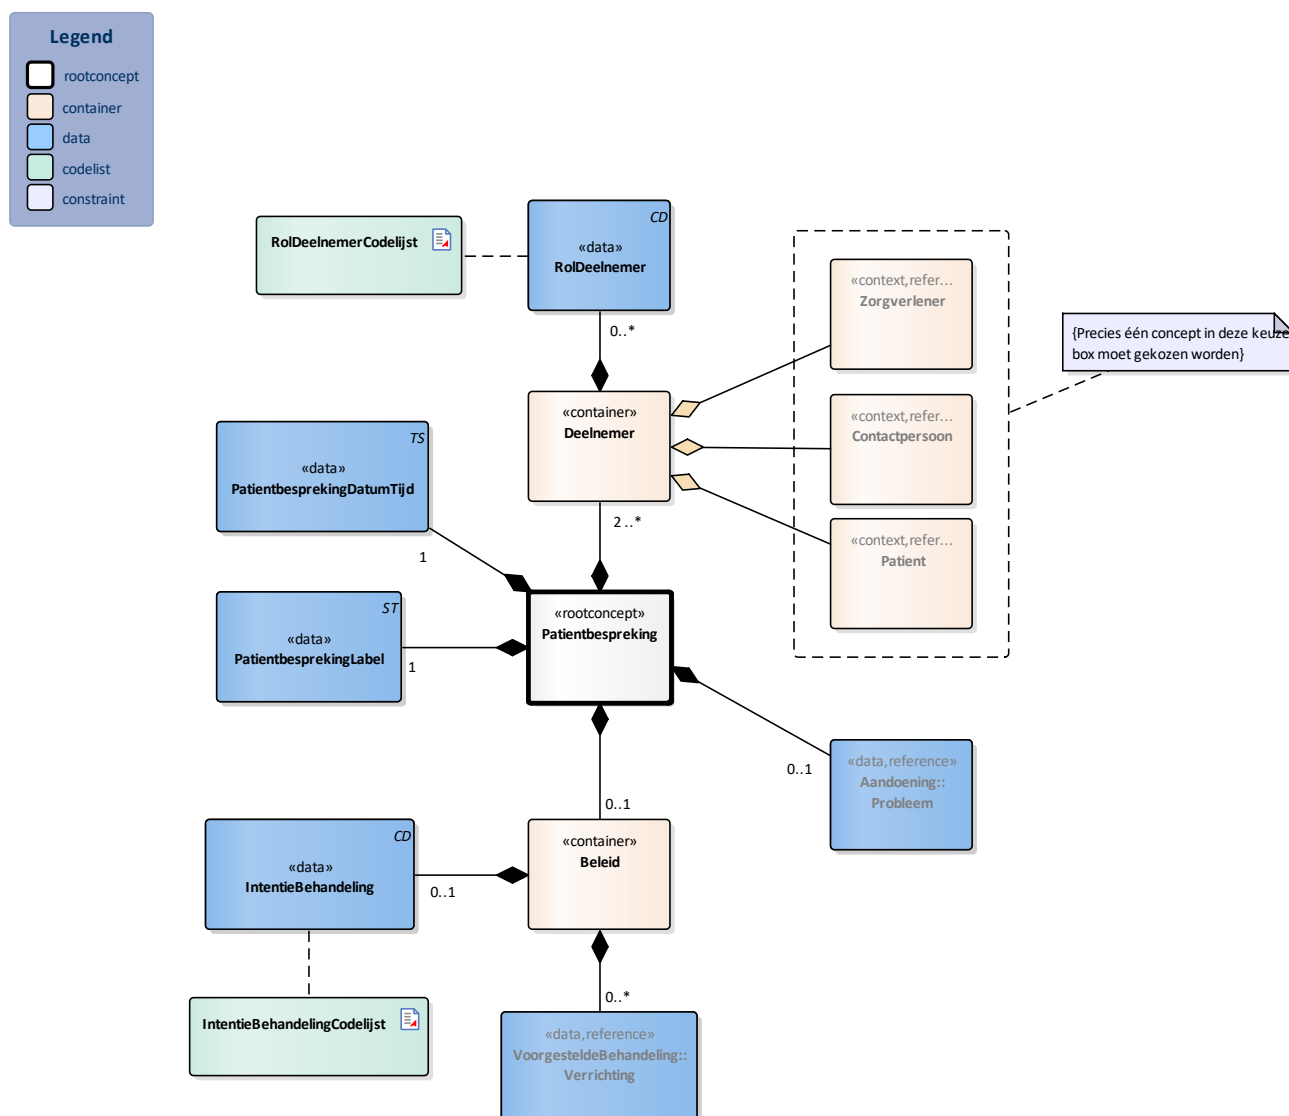 Legend
rootconcept
container
data
codelist
constraint
RolDeelnemerCodelijst
CD
«data»
RolDeelnemer
0..*
«context,refer...
Zorgverlener
{Precies één concept in deze keuze
box moet gekozen worden}
«container»
Deelnemer
«context,refer...
Contactpersoon
TS
«data»
PatientbesprekingDatumTijd
1
2..*
«context,refer...
Patient
ST
«data»
PatientbesprekingLabel
1
«rootconcept»
Patientbespreking
0..1
«data,reference»
Aandoening::
Probleem
0..1
CD
«data»
IntentieBehandeling
0..1
«container»
Beleid
IntentieBehandelingCodelijst
0..*
«data,reference»
VoorgesteldeBehandeling::
Verrichting